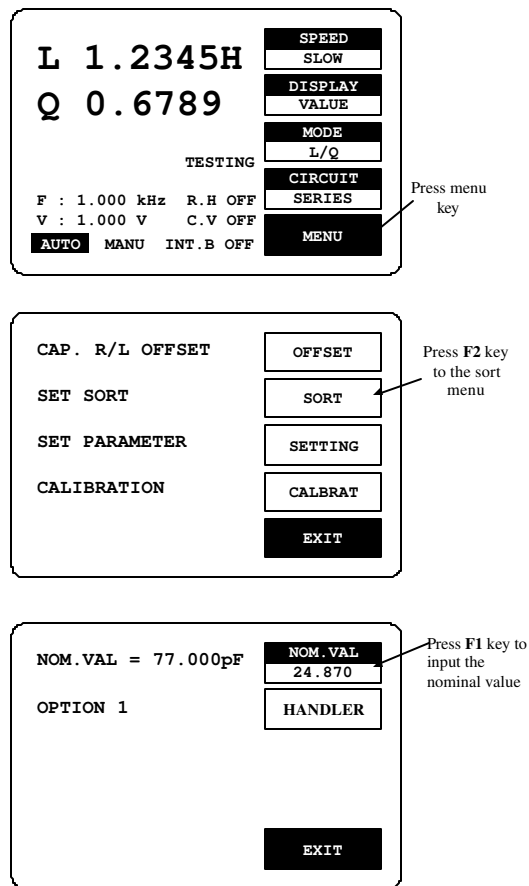 L 1.2345H
Q 0.6789
TESTING
F : 1.000 kHz R.H OFF
V : 1.000 V C.V OFF
AUTO MANU INT.B OFF
SPEED
SLOW
DISPLAY
VALUE
MODE
L/Q
CIRCUIT
SERIES
MENU
Press menu
key
CAP. R/L OFFSET
OFFSET
SET SORT
SORT
SET PARAMETER
SETTING
CALIBRATION
CALBRAT
EXIT
Press F2 key
to the sort
menu
NOM.VAL = 77.000pF
NOM.VAL
24.870
OPTION 1
HANDLER
EXIT
Press F1 key to
input the
nominal value